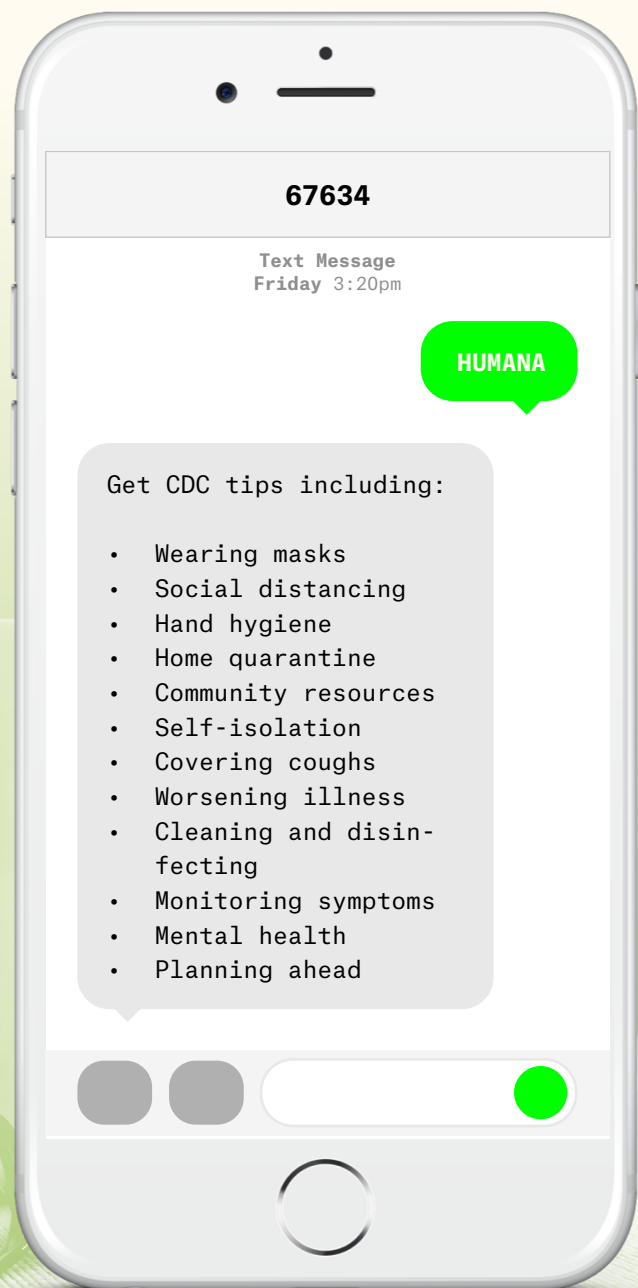 67634
Text Message
Friday 3:20pm
HUMANA
Get CDC tips including:
• Wearing masks
• Social distancing
• Hand hygiene
• Home quarantine
• Community resources
• Self-isolation
• Covering coughs
• Worsening illness
• Cleaning and disin-
fecting
• Monitoring symptoms
• Mental health
• Planning ahead